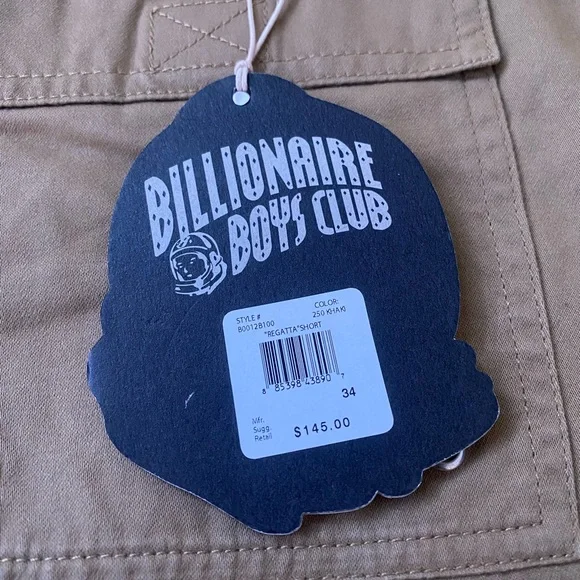 BILLIONAIRE
BOYS CLUB
STYLE # COLOR:
B0012B100 250 KHAKI
"REGATTA"SHORT
8 85398 43890 7
34
Mfr.
Sugg.
Retail $145.00